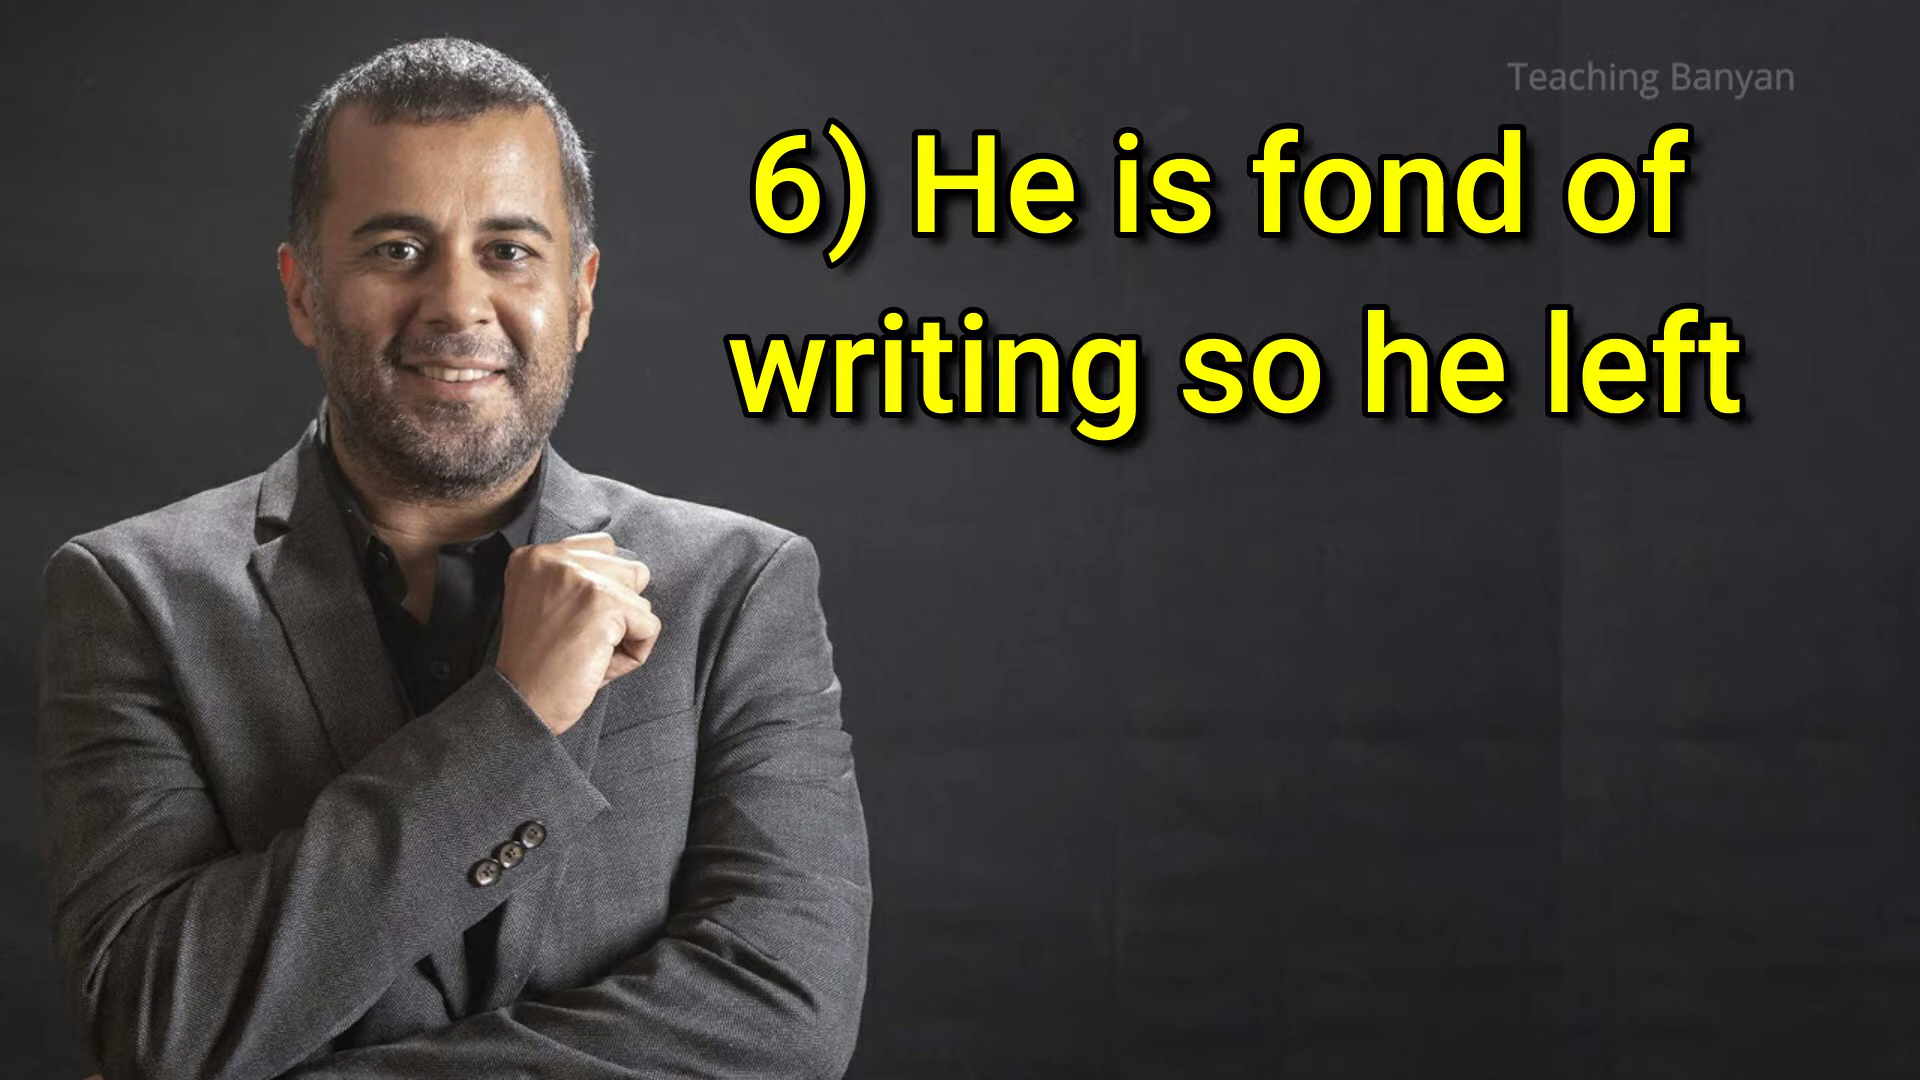 Teaching Banyan
6) He is fond of
writing so he left